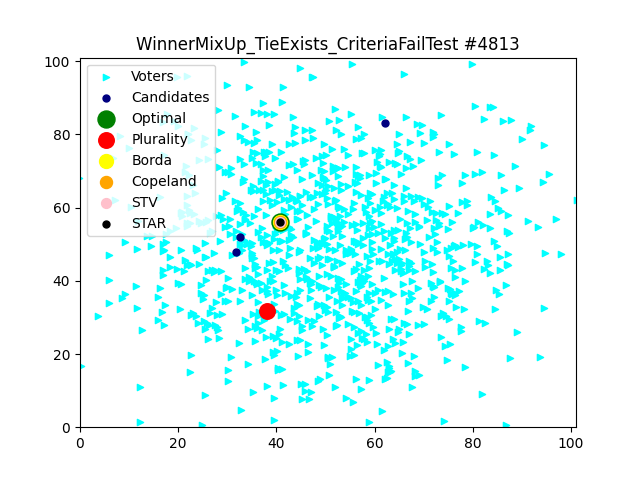 WinnerMixUp_TieExists_CriteriaFailTest #4813
100
80
60
40
20
0
Voters
Candidates
Optimal
Plurality
Borda
Copeland
STV
STAR
0 20 40 60 80 100